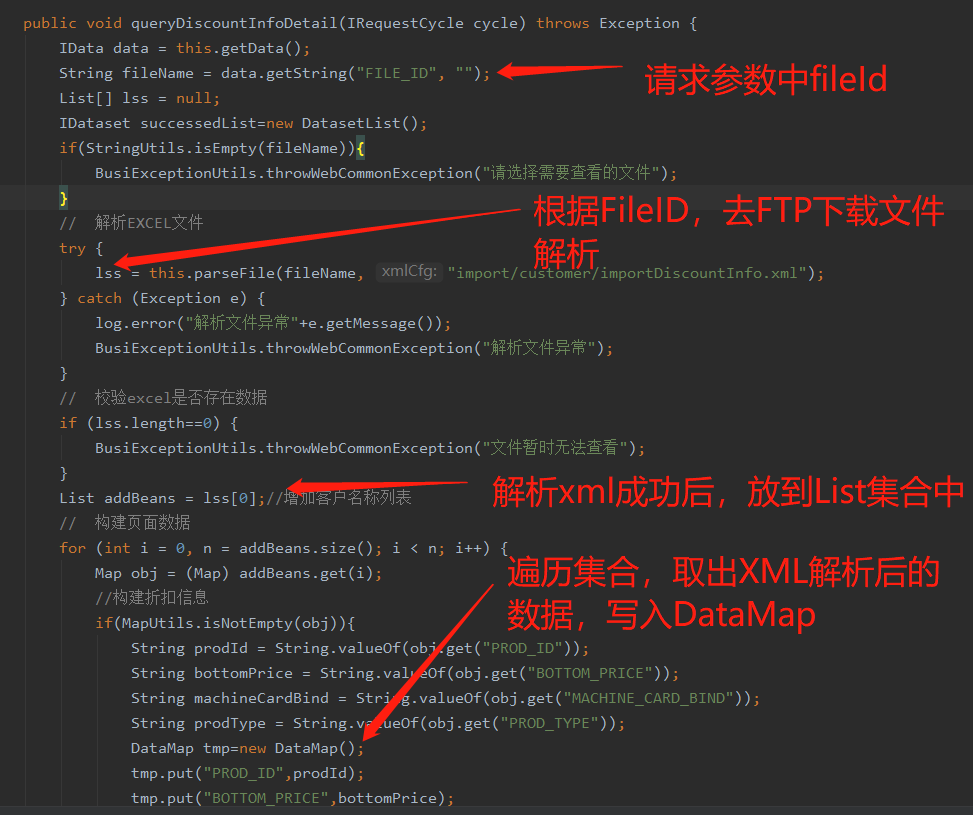 public void queryDiscountInfoDetail(IRequestCycle cycle) throws Exception {
IData data = this.getData();
String fileName = data.getString("FILE_ID", "");
请求参数中fileId
List[] lss = null;
IDataset successedList=new DatasetList();
if(StringUtils.isEmpty(fileName)){
BusiExceptionUtils.throwWebCommonException("请选择需要查看的文件");
}
根据FileID，去FTP下载文件
解析
// 解析EXCEL文件
try {
lss = this.parseFile(fileName, xmlCfg: "import/customer/importDiscountInfo.xml");
} catch (Exception e) {
log.error("解析文件异常"+e.getMessage());
BusiExceptionUtils.throwWebCommonException("解析文件异常");
}
// 校验excel是否存在数据
if (lss.length==0) {
BusiExceptionUtils.throwWebCommonException("文件暂时无法查看");
}
List addBeans = lss[0];//增加客户名称列表
解析xml成功后，放到List集合中
// 构建页面数据
for (int i = 0, n = addBeans.size(); i < n; i++) {
Map obj = (Map) addBeans.get(i);
遍历集合，取出XML解析后的
数据，写入DataMap
//构建折扣信息
if(MapUtils.isNotEmpty(obj)){
String prodId = String.valueOf(obj.get("PROD_ID"));
String bottomPrice = String.valueOf(obj.get("BOTTOM_PRICE"));
String machineCardBind = String.valueOf(obj.get("MACHINE_CARD_BIND"));
String prodType = String.valueOf(obj.get("PROD_TYPE"));
DataMap tmp=new DataMap();
tmp.put("PROD_ID",prodId);
tmp.put("BOTTOM_PRICE",bottomPrice);